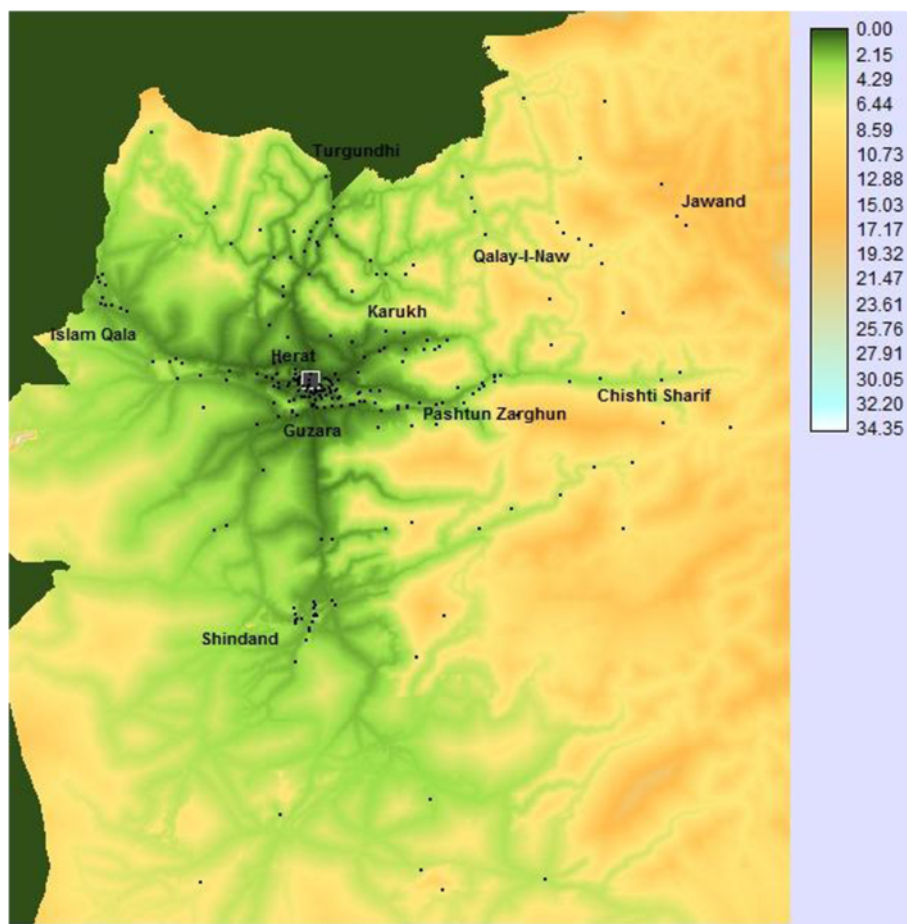 Turgundhi
Jawand
Qalay-I-Naw
Karukh
Islam Qala
Herat
Chishti Sharif
Pashtun Zarghun
Guzara
Shindand
0.00
2.15
4.29
6.44
8.59
10.73
12.88
15.03
17.17
19.32
21.47
23.61
25.76
27.91
30.05
32.20
34.35